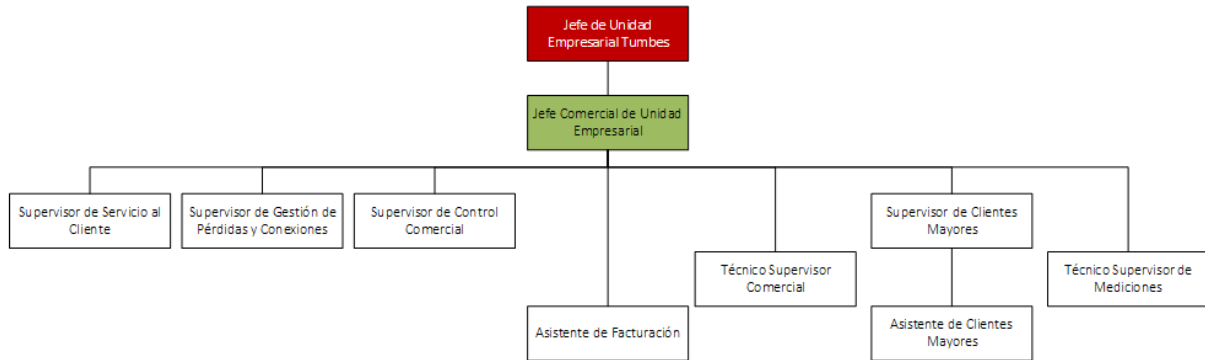 Jefe de Unidad
Empresarial Tumbes
Jefe Comercial de Unidad
Empresarial
Supervisor de Servicio al
Cliente
Supervisor de Gestión de
Pérdidas y Conexiones
Supervisor de Control
Comercial
Supervisor de Clientes
Mayores
Técnico Supervisor
Comercial
Técnico Supervisor de
Mediciones
Asistente de Facturación
Asistente de Clientes
Mayores